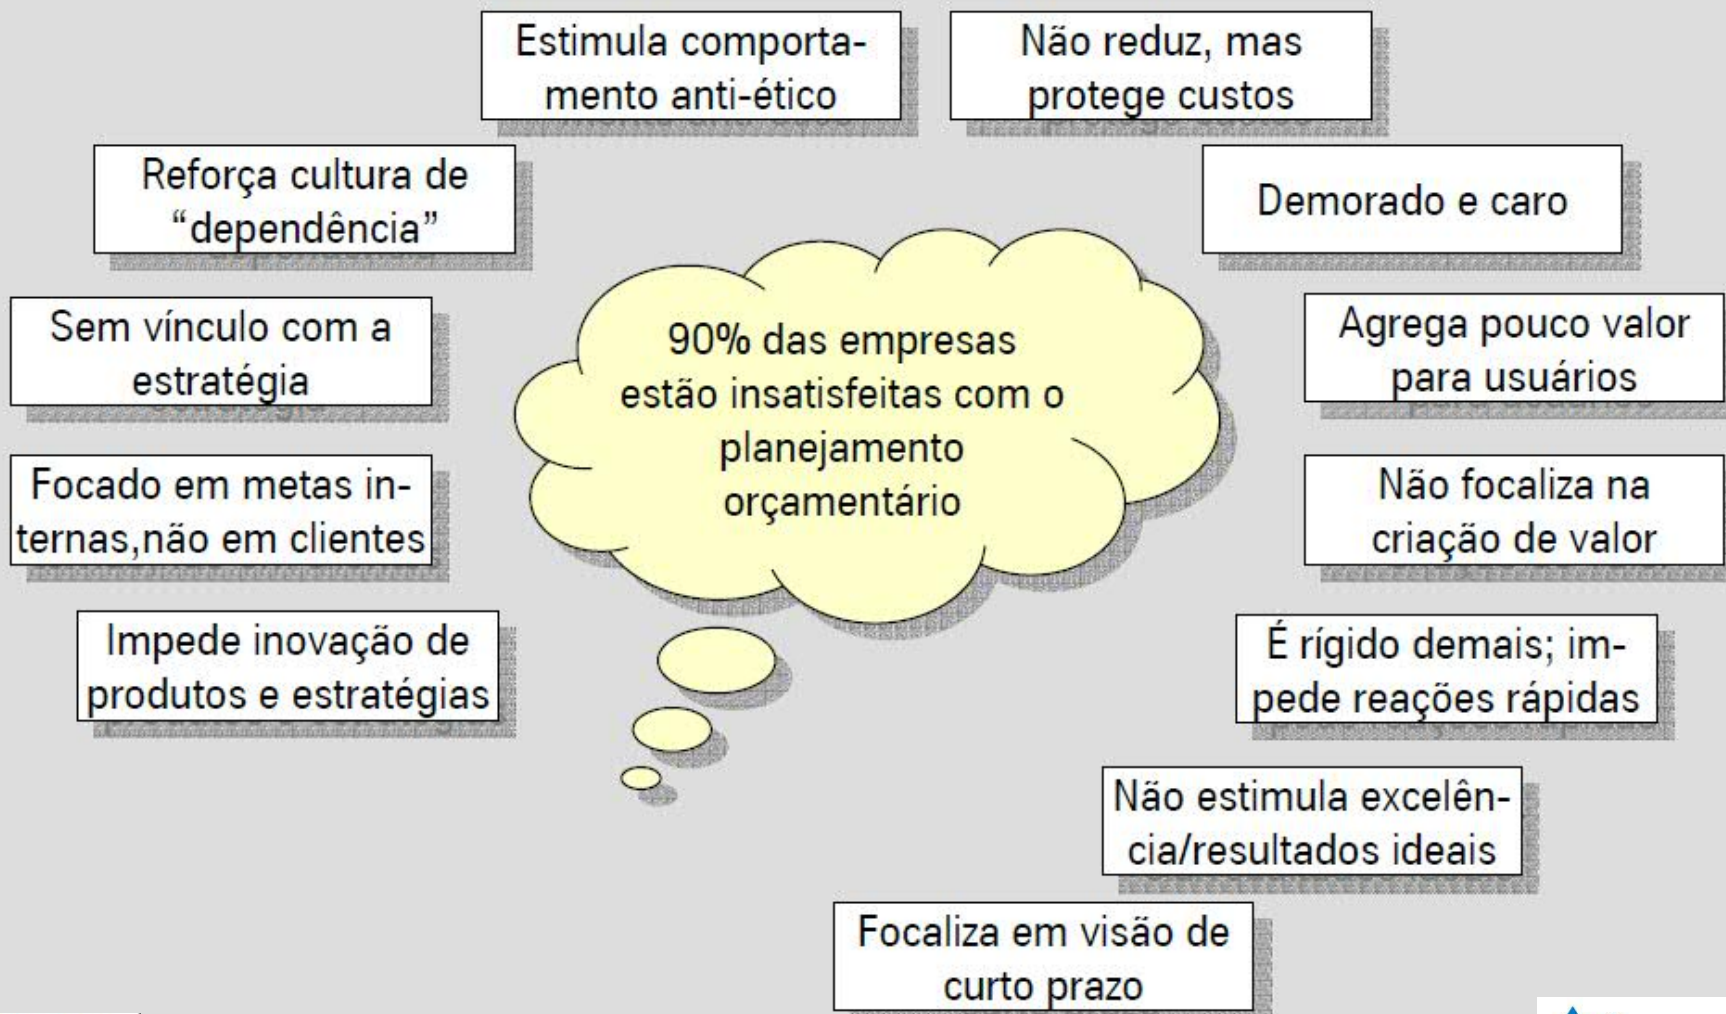 Estimula comporta-
mento anti-ético
Não reduz, mas
protege custos
Reforça cultura de
“dependência”
Demorado e caro
Sem vínculo com a
estratégia
90% das empresas
estão insatisfeitas com o
planejamento
orçamentário
Agrega pouco valor
para usuários
Focado em metas in-
ternas,não em clientes
Não focaliza na
criação de valor
Impede inovação de
produtos e estratégias
É rígido demais; im-
pede reações rápidas
Não estimula excelên-
cia/resultados ideais
Focaliza em visão de
curto prazo